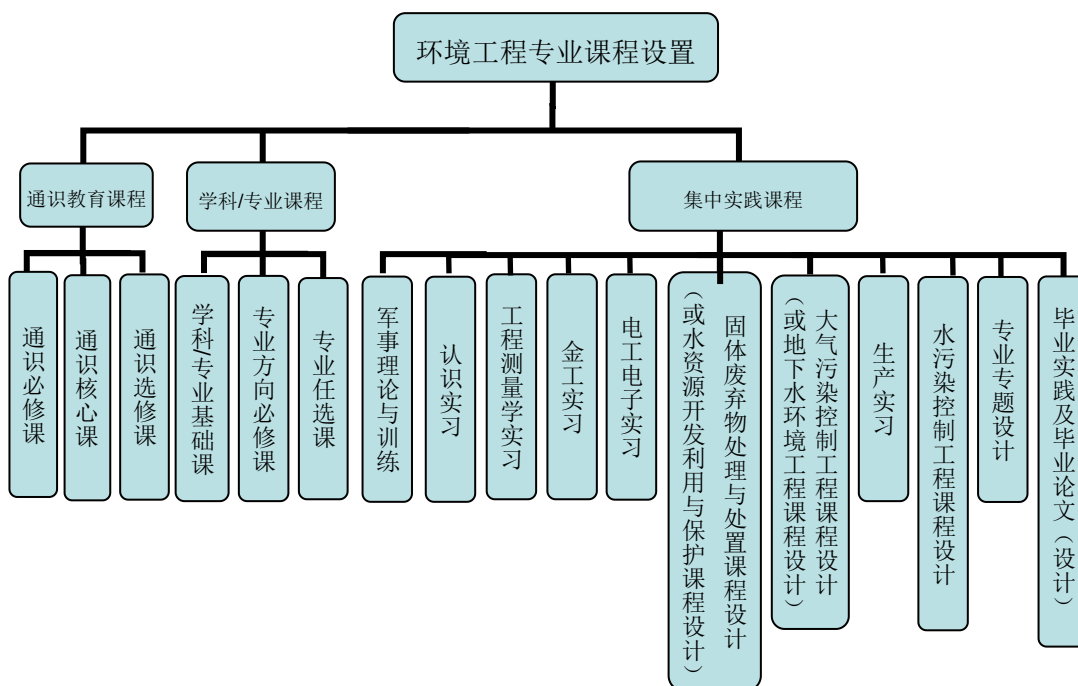 环境工程专业课程设置
通识教育课程
学科/专业课程
集中实践课程
通识必修课
通识核心课
通识选修课
学科/专业基础课
专业方向必修课
专业任选课
军事理论与训练
认识实习
工程测量学实习
金工实习
电工电子实习
固体废弃物处理与处置课程设计
（或水资源开发利用与保护课程设计）
大气污染控制工程课程设计
（或地下水环境工程课程设计）
生产实习
水污染控制工程课程设计
专业专题设计
毕业实践及毕业论文（设计）